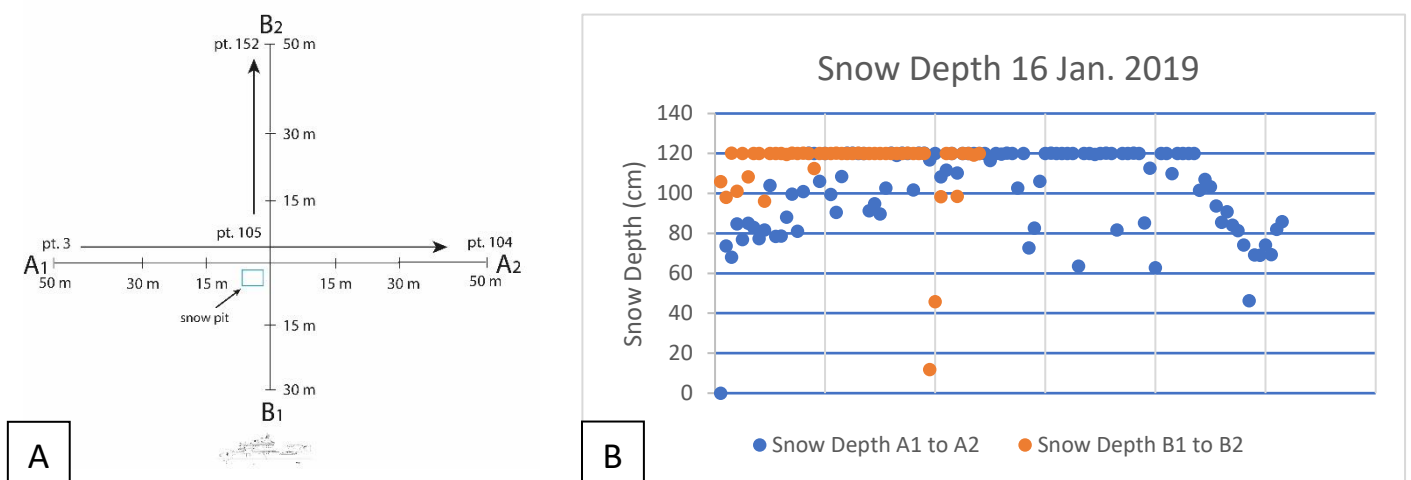 B2
pt. 152
50 m
30 m
15 m
pt. 3
pt. 105
pt. 104
A1
A2
50 m
30 m
15 m
15 m
30 m
50 m
snow pit
15 m
30 m
B1
A
Snow Depth 16 Jan. 2019
Snow Depth (cm)
140
120
100
80
60
40
20
0
Snow Depth A1 to A2
Snow Depth B1 to B2
B